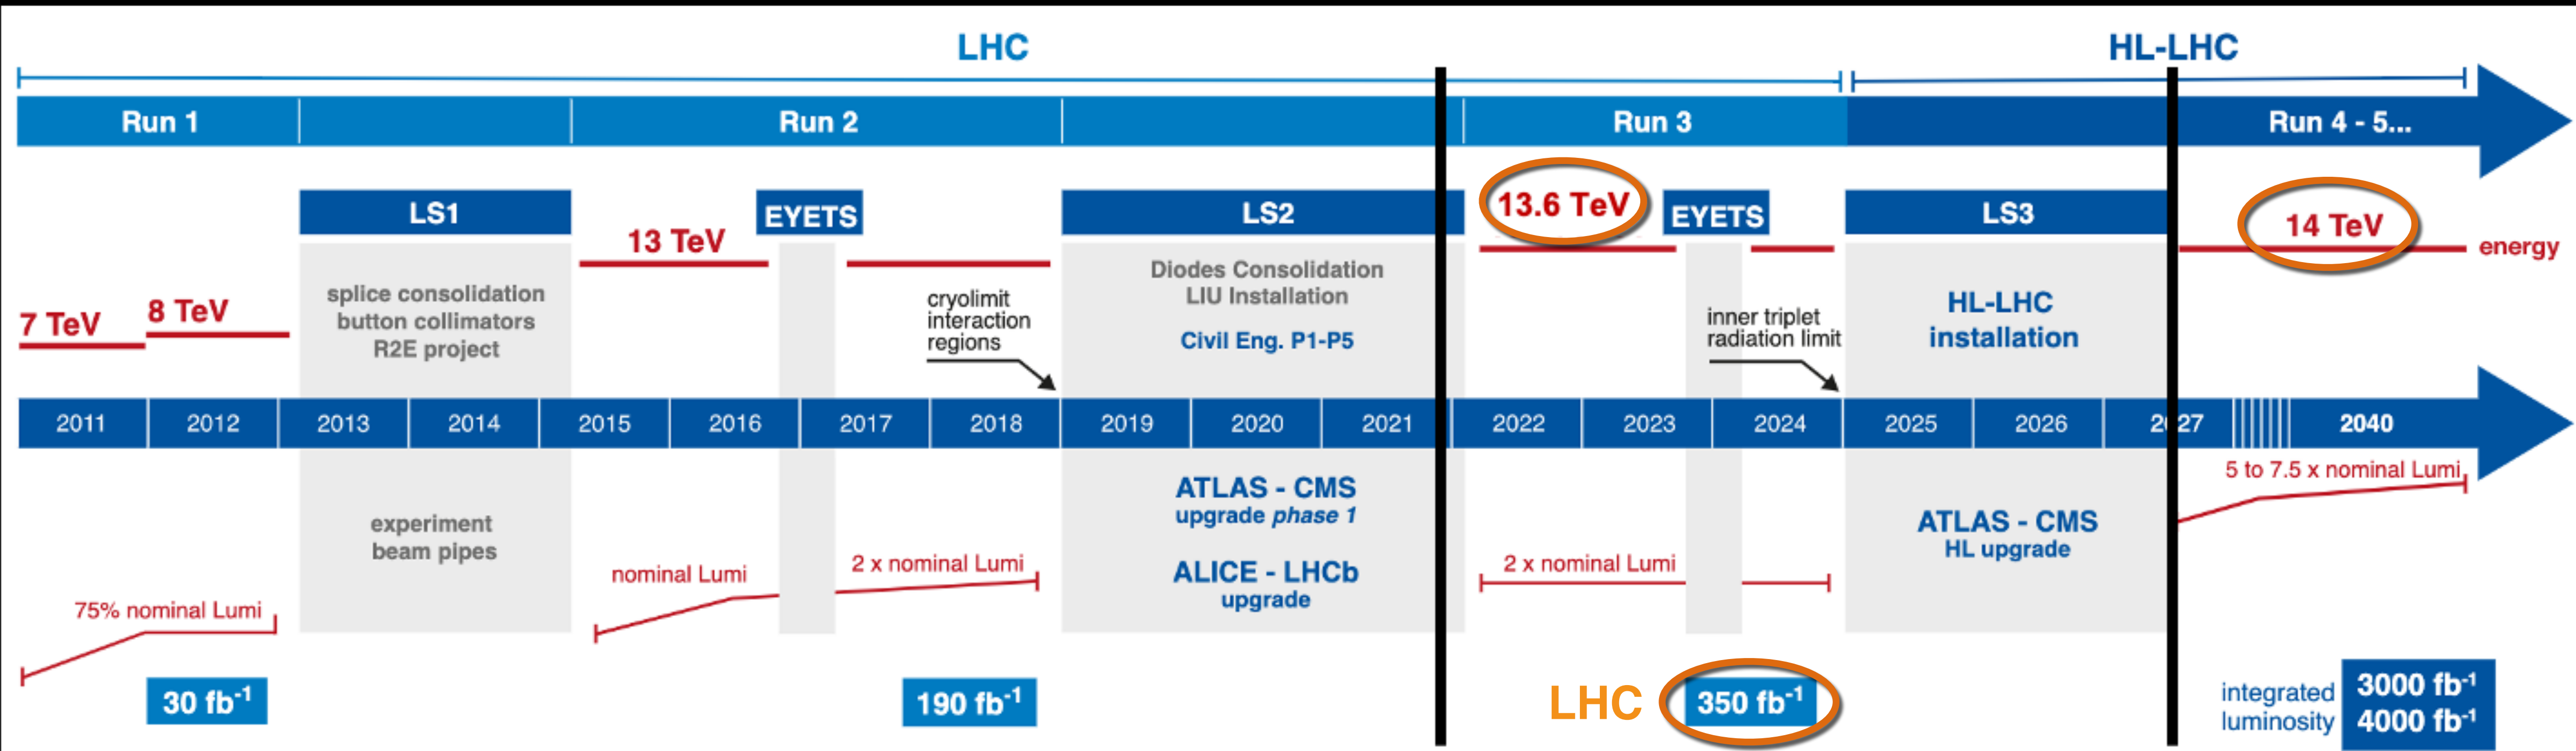 LHC
HL-LHC
Run 1
Run 2
Run 3
Run 4 - 5...
LS1
EYETS
LS2
13.6 TeV
EYETS
LS3
14 TeV
energy
13 TeV
7 TeV
8 TeV
splice consolidation
button collimators
R2E project
cryolimit
interaction
regions
Diodes Consolidation
LIU Installation
Civil Eng. P1-P5
inner triplet
radiation limit
HL-LHC
installation
2011
2012
2013
2014
2015
2016
2017
2018
2019
2020
2021
2022
2023
2024
2025
2026
2027
2040
5 to 7.5 x nominal Lumi
experiment
beam pipes
ATLAS - CMS
upgrade phase 1
ALICE - LHCb
upgrade
ATLAS - CMS
HL upgrade
75% nominal Lumi
nominal Lumi
2 x nominal Lumi
2 x nominal Lumi
30 fb⁻¹
190 fb⁻¹
LHC
350 fb⁻¹
integrated
luminosity
3000 fb⁻¹
4000 fb⁻¹